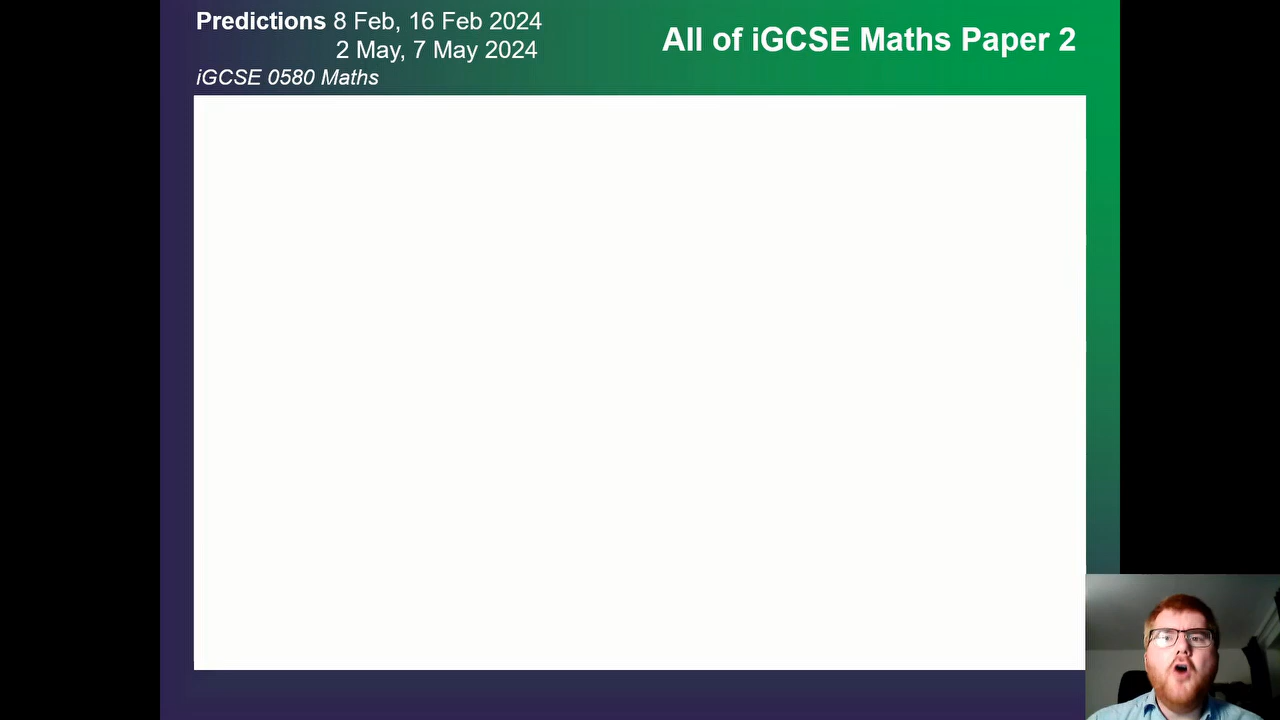 Predictions 8 Feb, 16 Feb 2024
2 May, 7 May 2024
iGCSE 0580 Maths
All of iGCSE Maths Paper 2